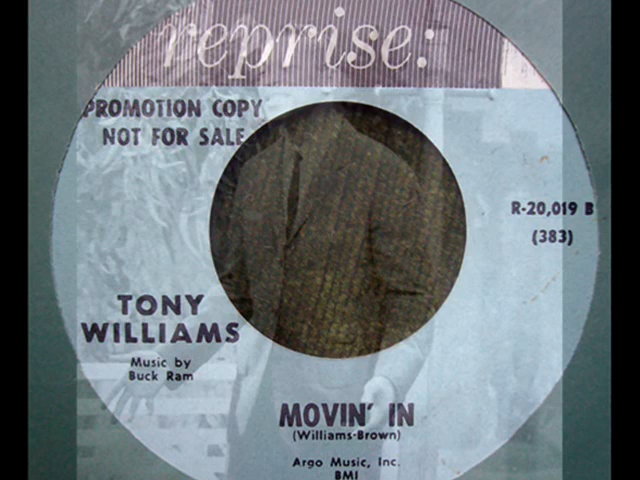 reprise:
PROMOTION COPY
NOT FOR SALE
R-20,019 B
(383)
TONY
WILLIAMS
Music by
Buck Ram
MOVIN' IN
(Williams-Brown)
Argo Music, Inc.
BMI